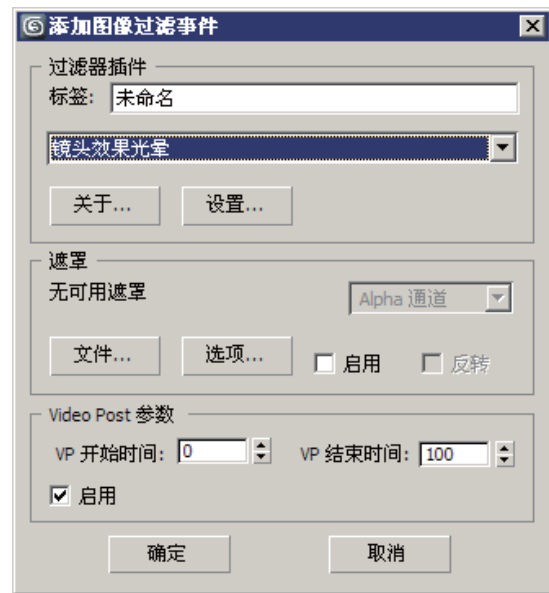 添加图像过滤事件
过滤器插件
标签: 未命名
镜头效果光晕
关于... 设置...
遮罩
无可用遮罩 Alpha 通道
文件... 选项... 启用 反转
Video Post 参数
VP 开始时间: 0 VP 结束时间: 100
启用
确定 取消